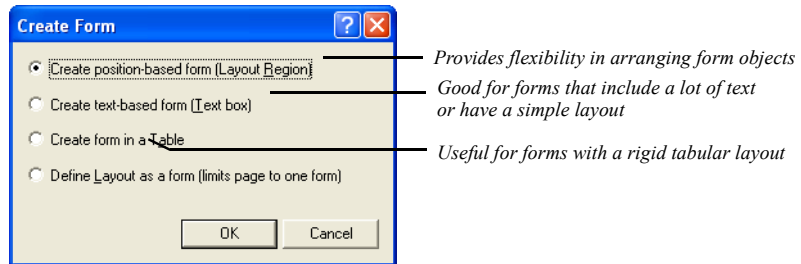 Create Form
Create position-based form (Layout Region)
Provides flexibility in arranging form objects
Create text-based form (Text box)
Good for forms that include a lot of text
or have a simple layout
Create form in a Table
Useful for forms with a rigid tabular layout
Define Layout as a form (limits page to one form)
OK
Cancel